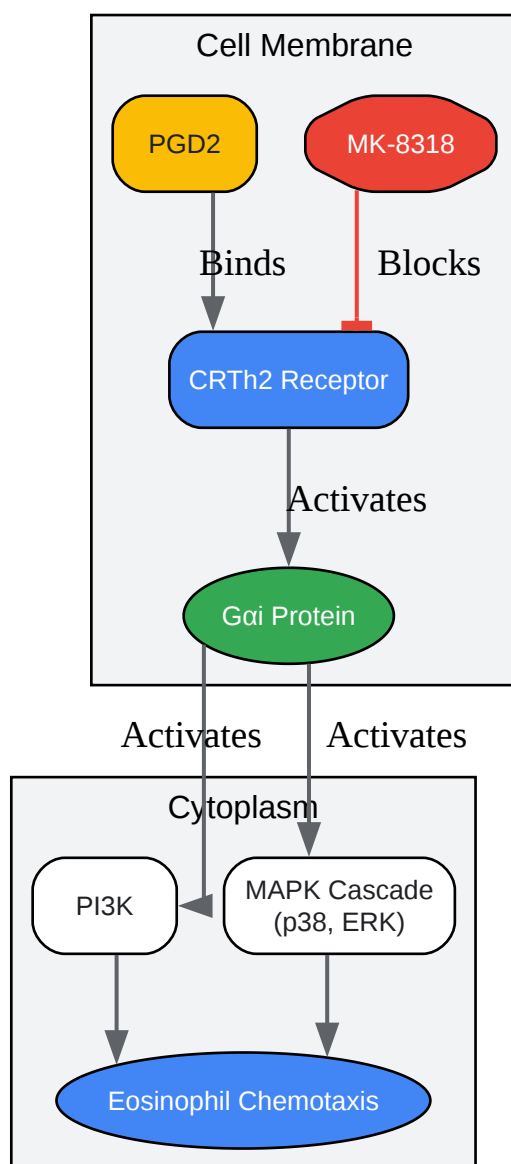 Cell Membrane
PGD2
MK-8318
Binds
Blocks
CRTh2 Receptor
Activates
Gαi Protein
Activates
Activates
Cytoplasm
PI3K
MAPK Cascade
(p38, ERK)
Eosinophil Chemotaxis